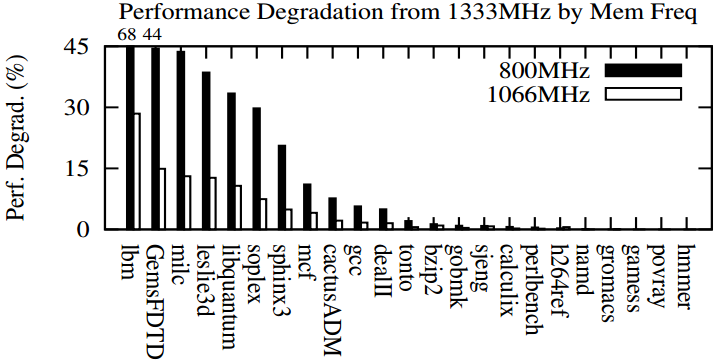 Performance Degradation from 1333MHz by Mem Freq
68 44
Perf. Degrad. (%)
45
30
15
0
800MHz
1066MHz
lbm
GemsFDTD
milc
leslie3d
libquantum
soplex
sphinx3
mcf
cactusADM
gcc
dealII
tonto
bzip2
gobmk
sjeng
calculix
perlbench
h264ref
namd
gromacs
gamess
povray
hmmer